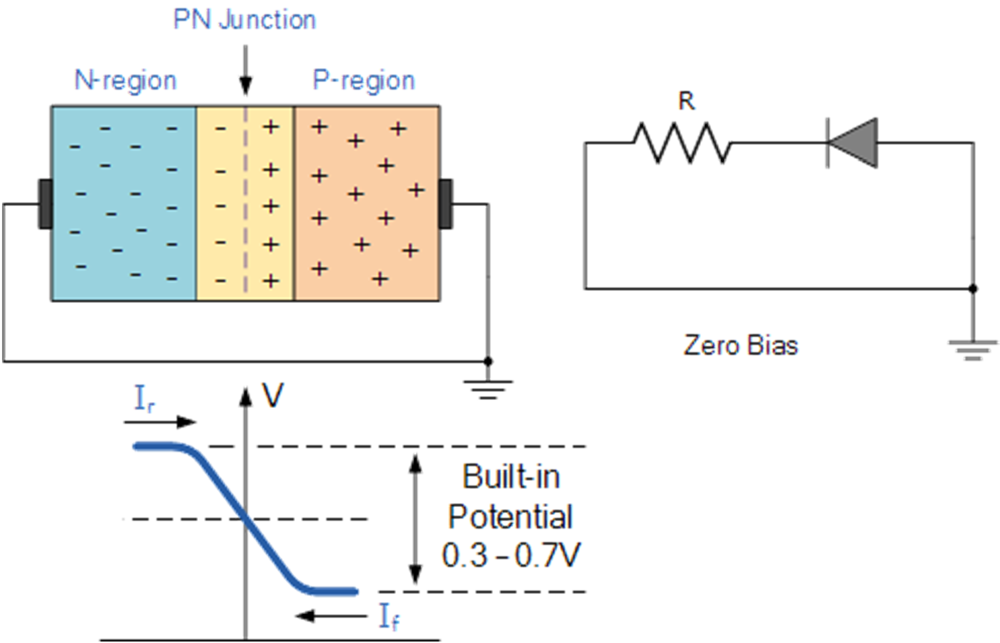 PN Junction
N-region
P-region
R
Zero Bias
Ir
V
Built-in
Potential
0.3 – 0.7V
If